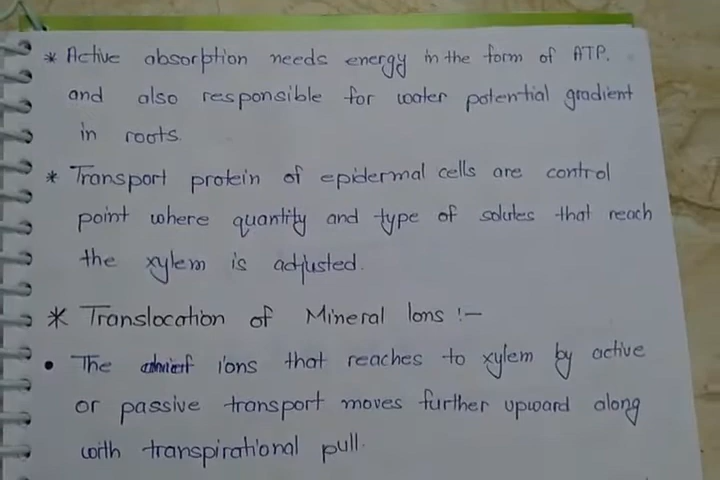 * Active absorption needs energy in the form of ATP.
and also responsible for water potential gradient
in roots
* Transport protein of epidermal cells are control
point where quantity and type of solutes that reach
the xylem is adjusted.
* Translocation of Mineral Ions :-
• The ions that reaches to xylem by active
or passive transport moves further upward along
with transpirational pull.